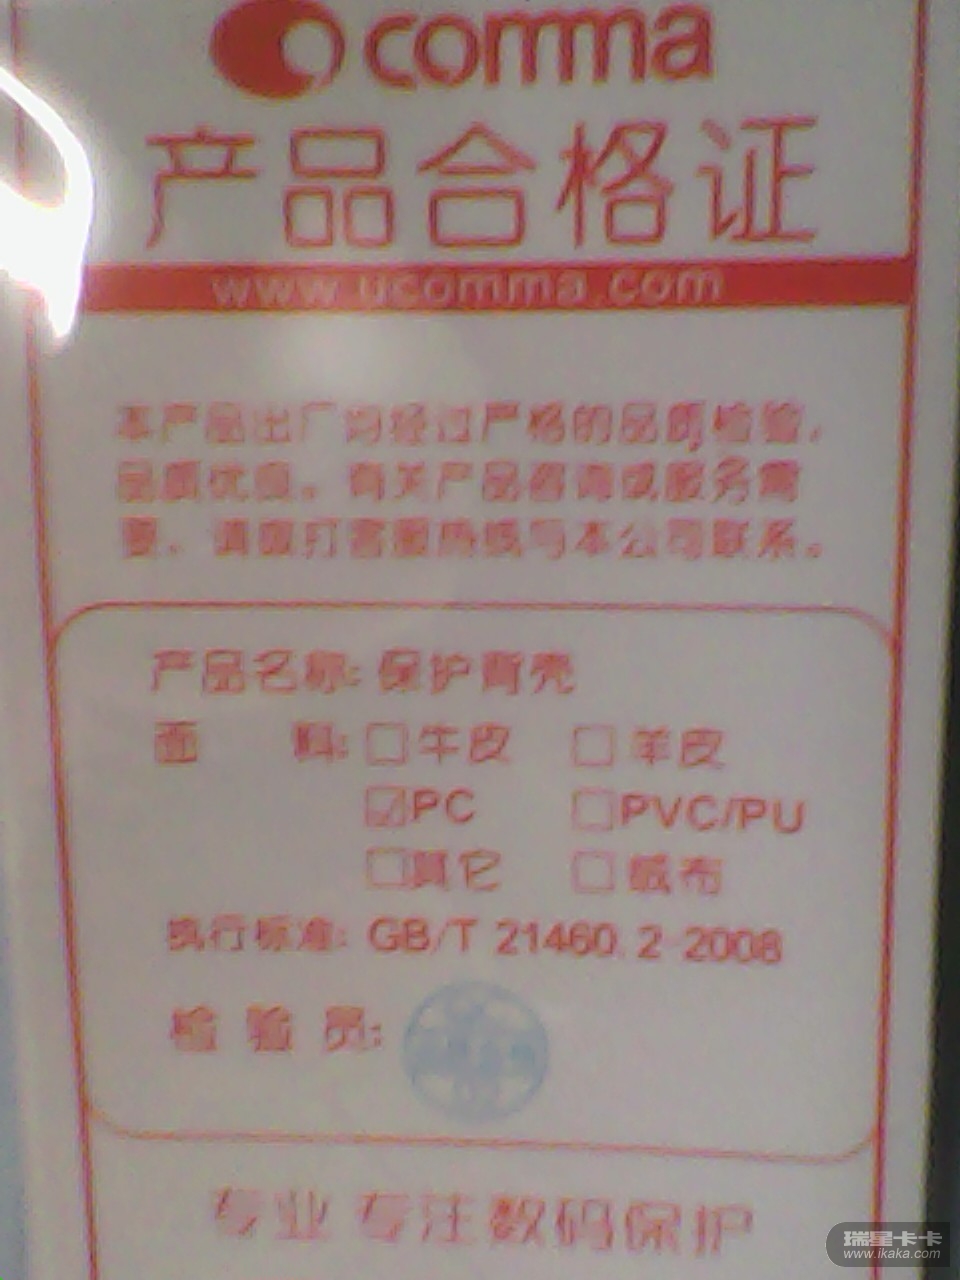 comma
产品合格证
www.ucomma.com
本产品出厂均经过严格的品质检验，
品质优良。有关产品咨询或服务需
要，请拨打客服热线与本公司联系。
产品名称: 保护背壳
面 料: □牛皮 □羊皮
☑PC □PVC/PU
□其它 □绒布
执行标准: GB/T 21460.2-2008
检 验 员:
专业 专注数码保护
瑞星卡卡
www.ikaka.com